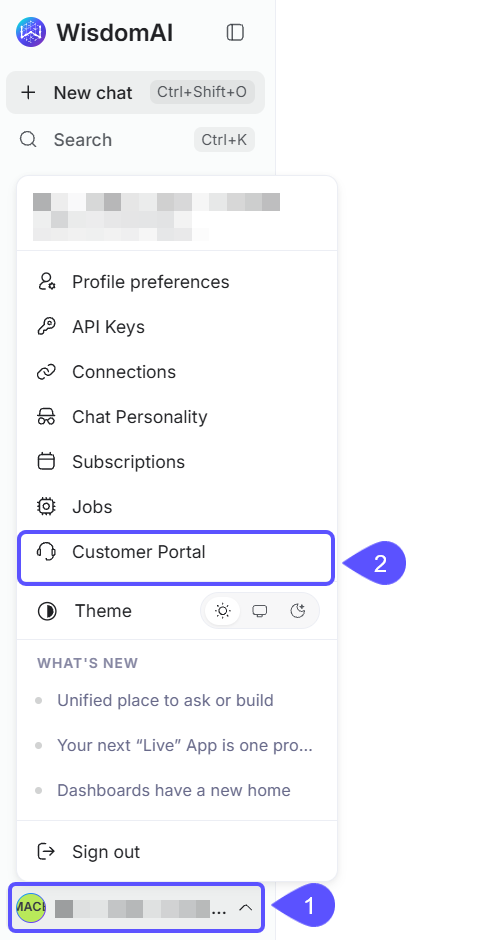 WisdomAI
New chat Ctrl+Shift+O
Search Ctrl+K
Profile preferences
API Keys
Connections
Chat Personality
Subscriptions
Jobs
Customer Portal
2
Theme
WHAT'S NEW
Unified place to ask or build
Your next “Live” App is one pro...
Dashboards have a new home
Sign out
...
1